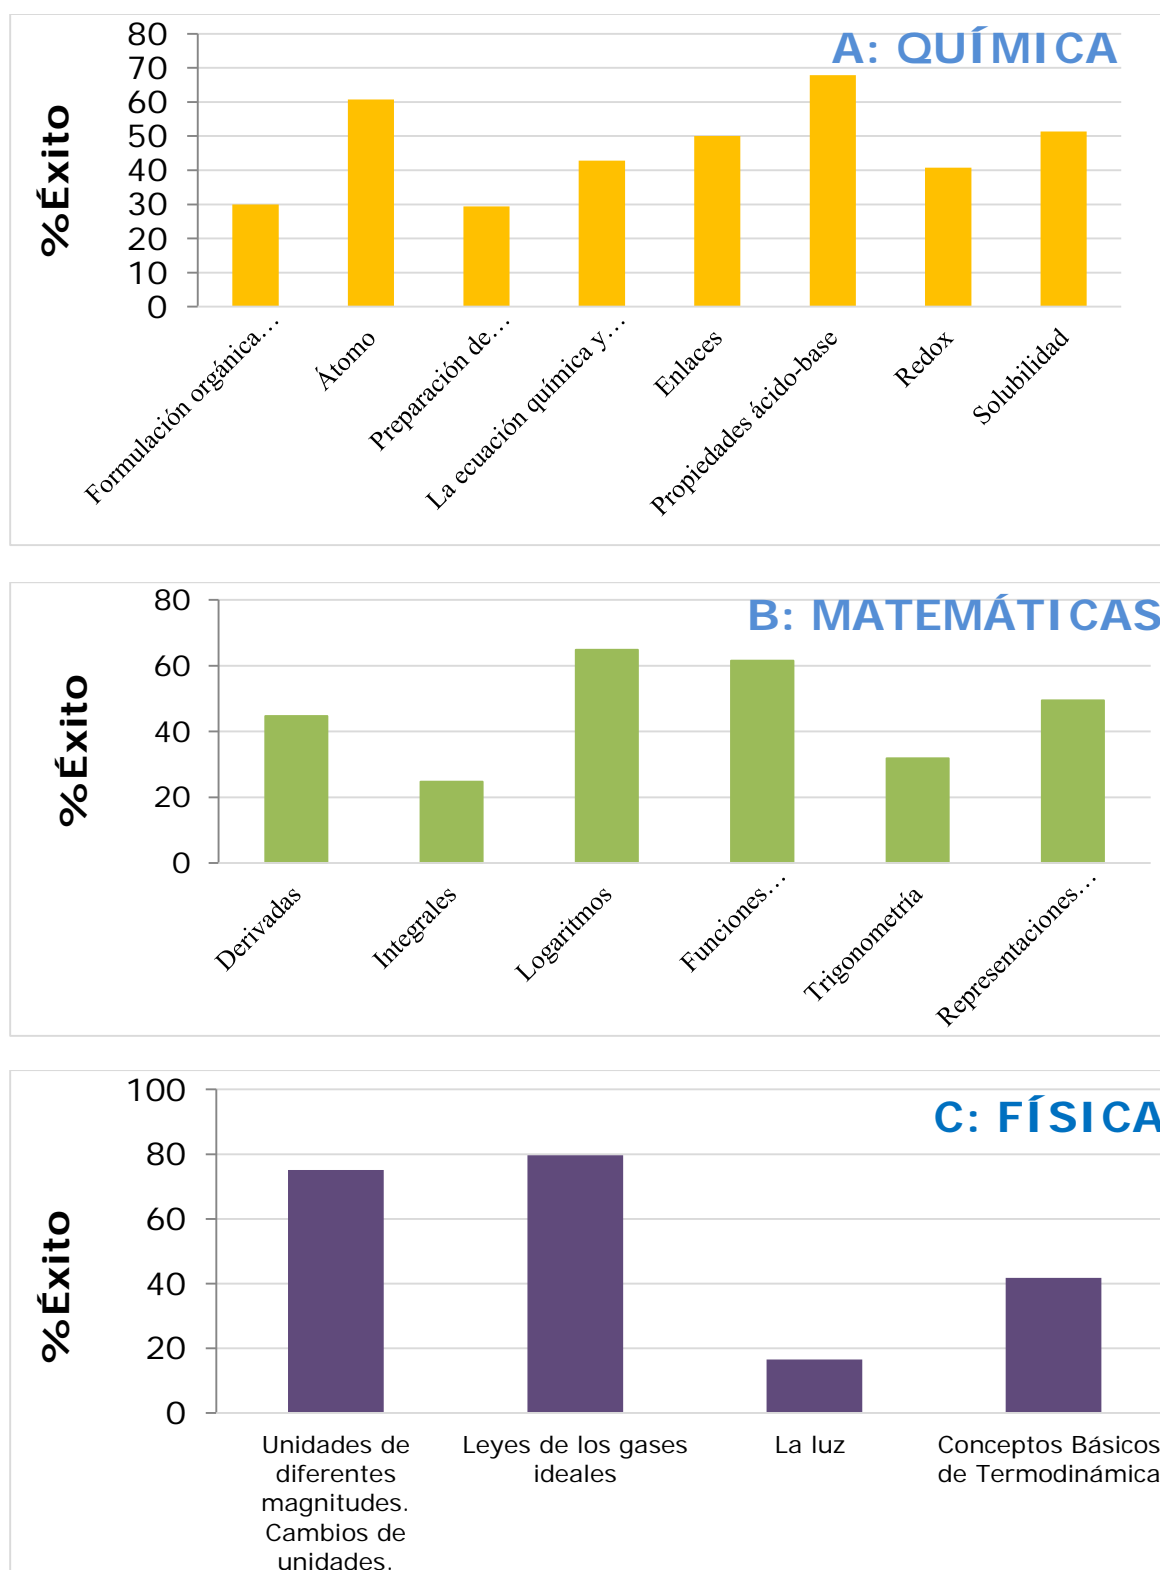 A: QUÍMICA
%Éxito
80
70
60
50
40
30
20
10
0
Formulación orgánica…
Átomo
Preparación de…
La ecuación química y…
Enlaces
Propiedades ácido-base
Redox
Solubilidad
B: MATEMÁTICAS
%Éxito
80
60
40
20
0
Derivadas
Integrales
Logaritmos
Funciones…
Trigonometría
Representaciones…
C: FÍSICA
%Éxito
100
80
60
40
20
0
Unidades de
diferentes
magnitudes.
Cambios de
unidades.
Leyes de los gases
ideales
La luz
Conceptos Básicos
de Termodinámica